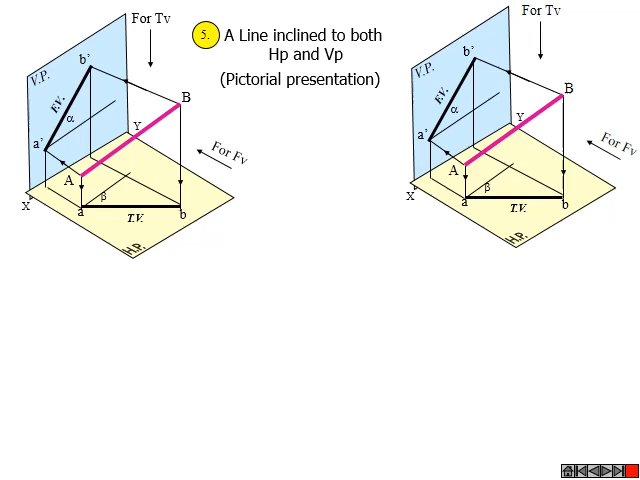 5.
A Line inclined to both
Hp and Vp
(Pictorial presentation)
For Tv
V.P.
b’
F.V.
α
B
Y
a’
For Fv
A
β
X
a
T.V.
b
H.P.
For Tv
V.P.
b’
F.V.
α
B
Y
a’
For Fv
A
β
X
a
T.V.
b
H.P.